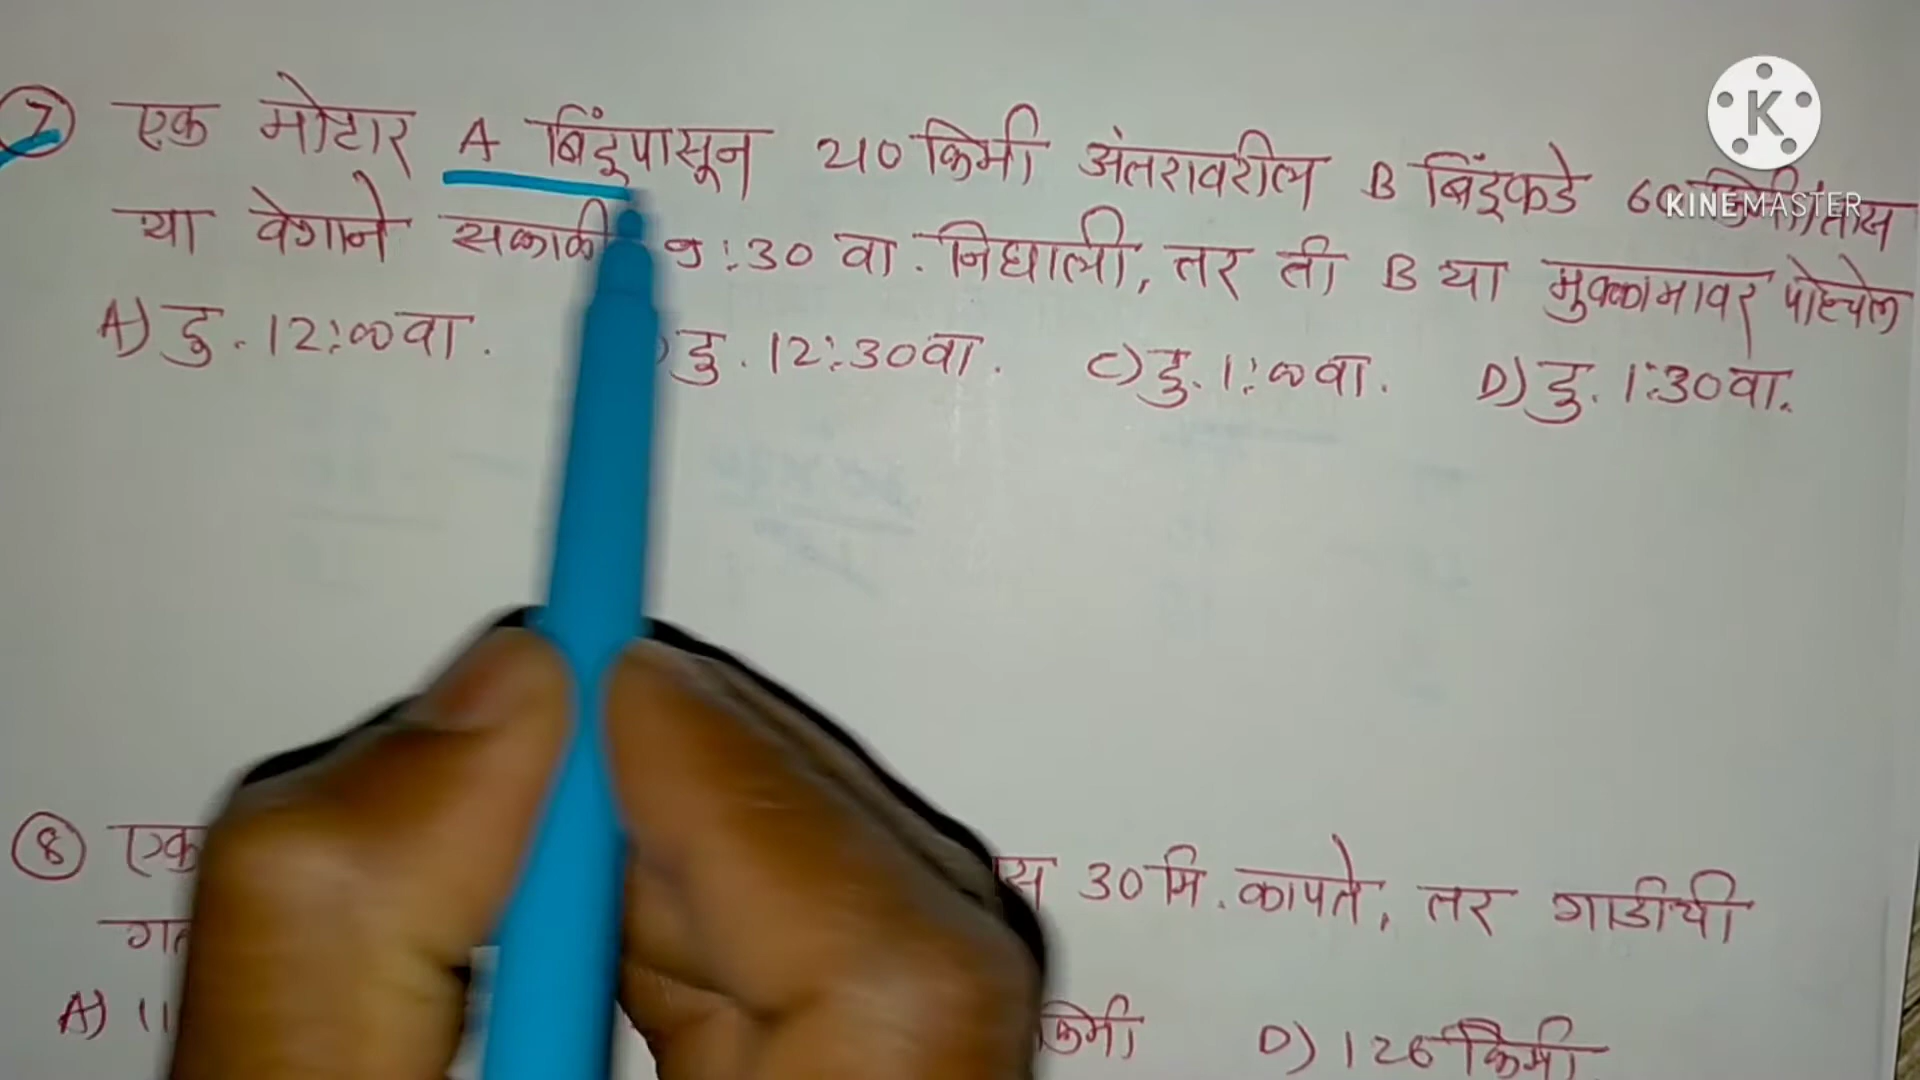 7 एक मोटार A बिंदूपासून 210 किमी अंतरावरील B बिंदूकडे 60 किमी/तास
या वेगाने सकाळी 9:30 वा. निघाली, तर ती B या मुक्कामावर पोहचेल
A) दु. 12:00 वा. दु. 12:30 वा. C) दु. 1:00 वा. D) दु. 1:30 वा.
8 एक 30 मि. कापते, तर गाडीची
A) 11 किमी D) 126 किमी
K
KINEMASTER